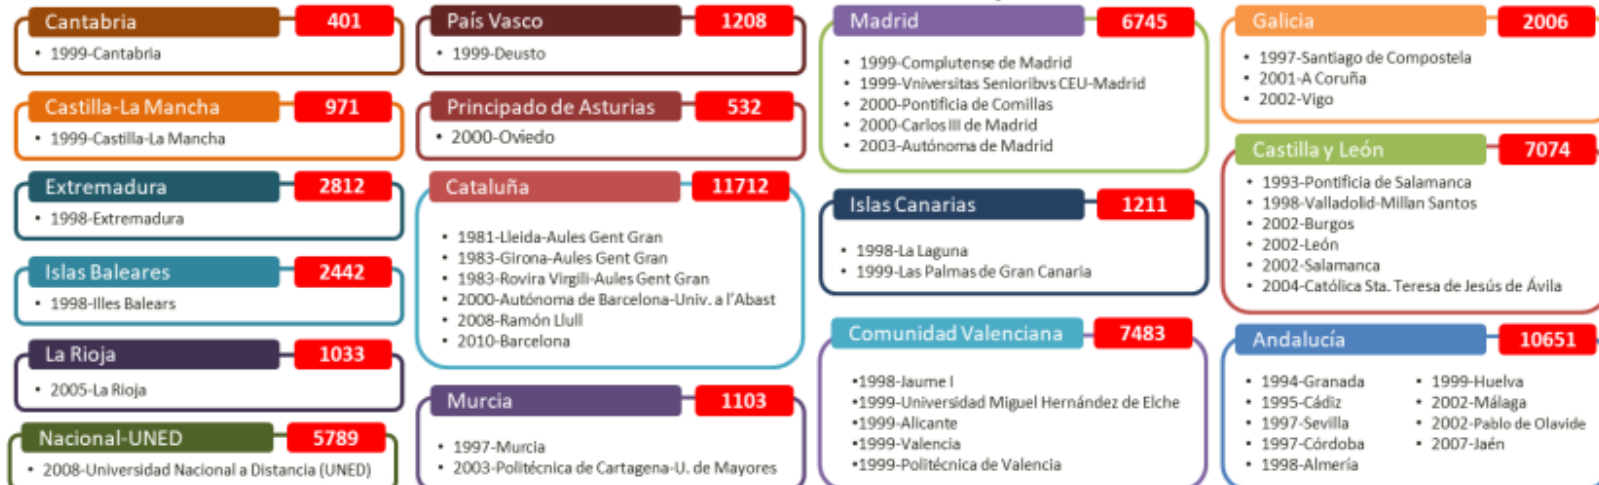 Cantabria 401
• 1999-Cantabria
Castilla-La Mancha 971
• 1999-Castilla-La Mancha
Extremadura 2812
• 1998-Extremadura
Islas Baleares 2442
• 1998-Illes Balears
La Rioja 1033
• 2005-La Rioja
Nacional-UNED 5789
• 2008-Universidad Nacional a Distancia (UNED)
País Vasco 1208
• 1999-Deusto
Principado de Asturias 532
• 2000-Oviedo
Cataluña 11712
• 1981-Lleida-Aules Gent Gran
• 1983-Girona-Aules Gent Gran
• 1983-Rovira Virgili-Aules Gent Gran
• 2000-Autónoma de Barcelona-Univ. a l'Abast
• 2008-Ramón Llull
• 2010-Barcelona
Murcia 1103
• 1997-Murcia
• 2003-Politécnica de Cartagena-U. de Mayores
Madrid 6745
• 1999-Complutense de Madrid
• 1999-Vniversitas Senioribvs CEU-Madrid
• 2000-Pontificia de Comillas
• 2000-Carlos III de Madrid
• 2003-Autónoma de Madrid
Islas Canarias 1211
• 1998-La Laguna
• 1999-Las Palmas de Gran Canaria
Comunidad Valenciana 7483
•1998-Jaume I
•1999-Universidad Miguel Hernández de Elche
•1999-Alicante
•1999-Valencia
•1999-Politécnica de Valencia
Galicia 2006
• 1997-Santiago de Compostela
• 2001-A Coruña
• 2002-Vigo
Castilla y León 7074
• 1993-Pontificia de Salamanca
• 1998-Valladolid-Millan Santos
• 2002-Burgos
• 2002-León
• 2002-Salamanca
• 2004-Católica Sta. Teresa de Jesús de Ávila
Andalucía 10651
• 1994-Granada
• 1995-Cádiz
• 1997-Sevilla
• 1997-Córdoba
• 1998-Almería
• 1999-Huelva
• 2002-Málaga
• 2002-Pablo de Olavide
• 2007-Jaén